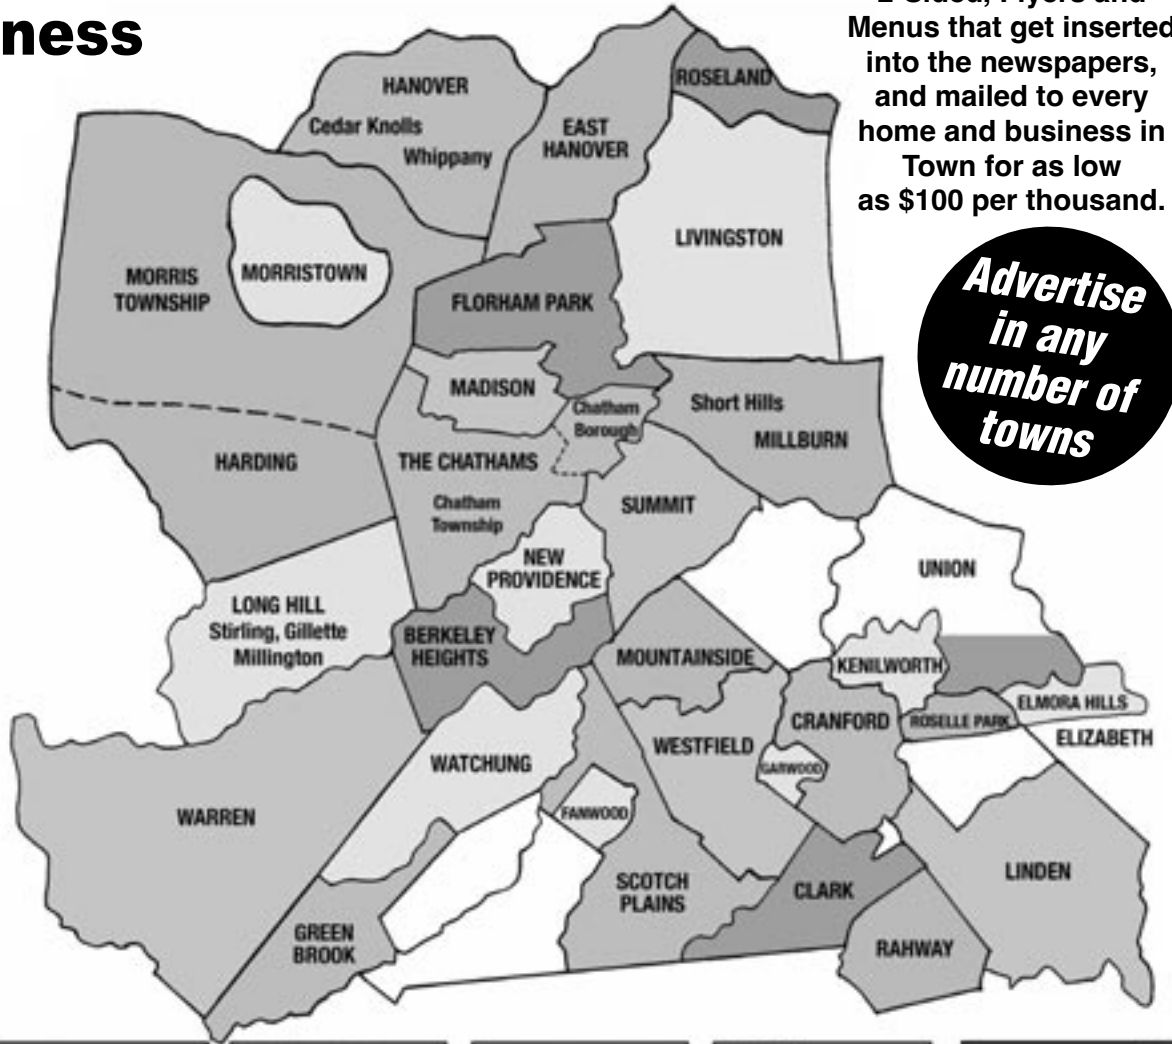 ness
Menus that get inserted
into the newspapers,
and mailed to every
home and business in
Town for as low
as $100 per thousand.
Advertise
in any
number of
towns
HANOVER
Cedar Knolls
Whippany
EAST
HANOVER
ROSELAND
LIVINGSTON
MORRIS
TOWNSHIP
MORRISTOWN
FLORHAM PARK
MADISON
Chatham
Borough
Short Hills
MILLBURN
HARDING
THE CHATHAMS
Chatham
Township
SUMMIT
NEW
PROVIDENCE
UNION
LONG HILL
Stirling, Gillette
Millington
BERKELEY
HEIGHTS
MOUNTAINSIDE
KENILWORTH
ELMORA HILLS
ROSELLE PARK
CRANFORD
ELIZABETH
WESTFIELD
GARWOOD
WATCHUNG
FANWOOD
WARREN
SCOTCH
PLAINS
CLARK
LINDEN
GREEN
BROOK
RAHWAY